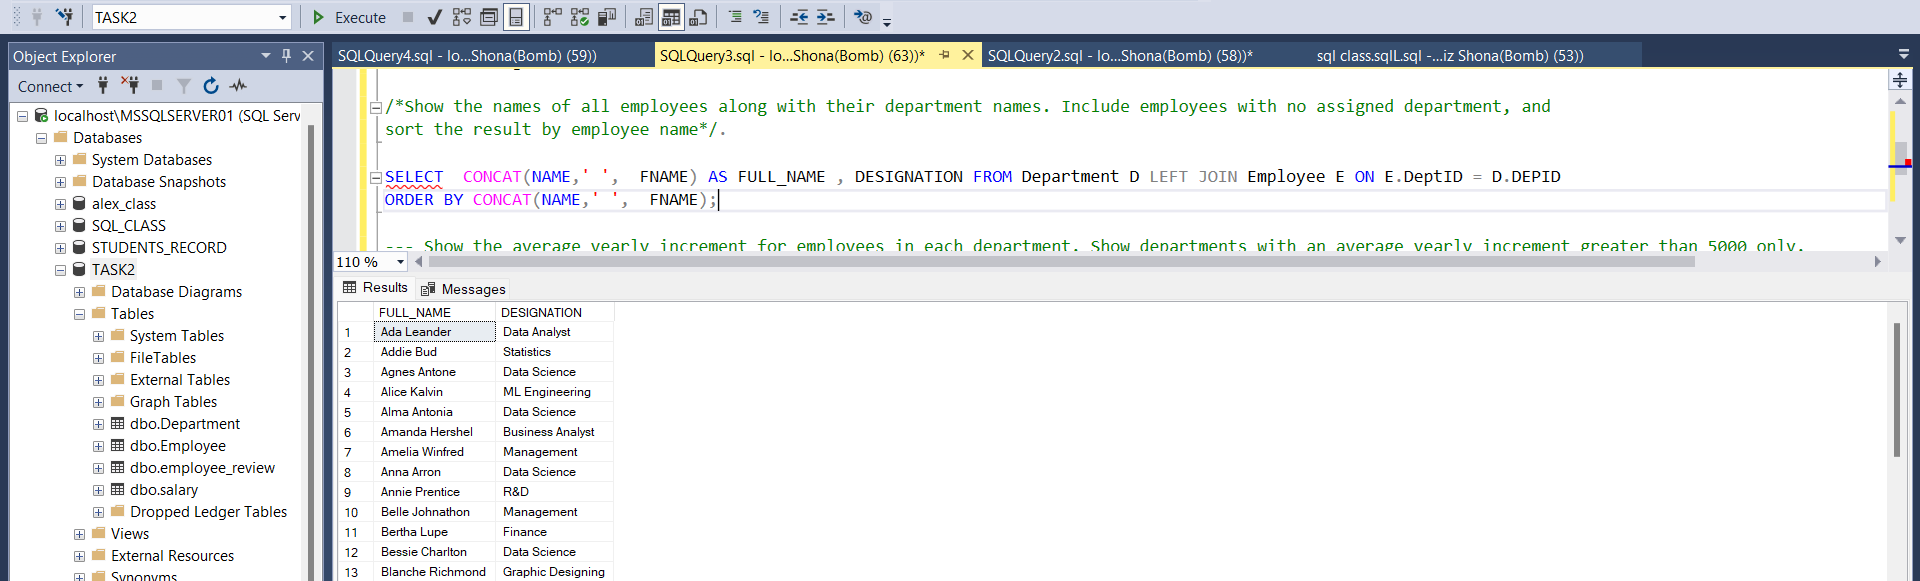 TASK2 Execute
Object Explorer
SQLQuery4.sql - lo...Shona(Bomb) (59)) SQLQuery3.sql - lo...Shona(Bomb) (63))* SQLQuery2.sql - lo...Shona(Bomb) (58))* sql class.sqlL.sql -...iz Shona(Bomb) (53))
Connect
localhost\MSSQLSERVER01 (SQL Serv
Databases
System Databases
Database Snapshots
alex_class
SQL_CLASS
STUDENTS_RECORD
TASK2
Database Diagrams
Tables
System Tables
FileTables
External Tables
Graph Tables
dbo.Department
dbo.Employee
dbo.employee_review
dbo.salary
Dropped Ledger Tables
Views
External Resources
Synonyms
/*Show the names of all employees along with their department names. Include employees with no assigned department, and
sort the result by employee name*/.
SELECT CONCAT(NAME,' ', FNAME) AS FULL_NAME , DESIGNATION FROM Department D LEFT JOIN Employee E ON E.DeptID = D.DEPID
ORDER BY CONCAT(NAME,' ', FNAME);
--- Show the average yearly increment for employees in each department. Show departments with an average yearly increment greater than 5000 only.
110 %
Results Messages
FULL_NAME DESIGNATION
1 Ada Leander Data Analyst
2 Addie Bud Statistics
3 Agnes Antone Data Science
4 Alice Kalvin ML Engineering
5 Alma Antonia Data Science
6 Amanda Hershel Business Analyst
7 Amelia Winfred Management
8 Anna Arron Data Science
9 Annie Prentice R&D
10 Belle Johnathon Management
11 Bertha Lupe Finance
12 Bessie Charlton Data Science
13 Blanche Richmond Graphic Designing